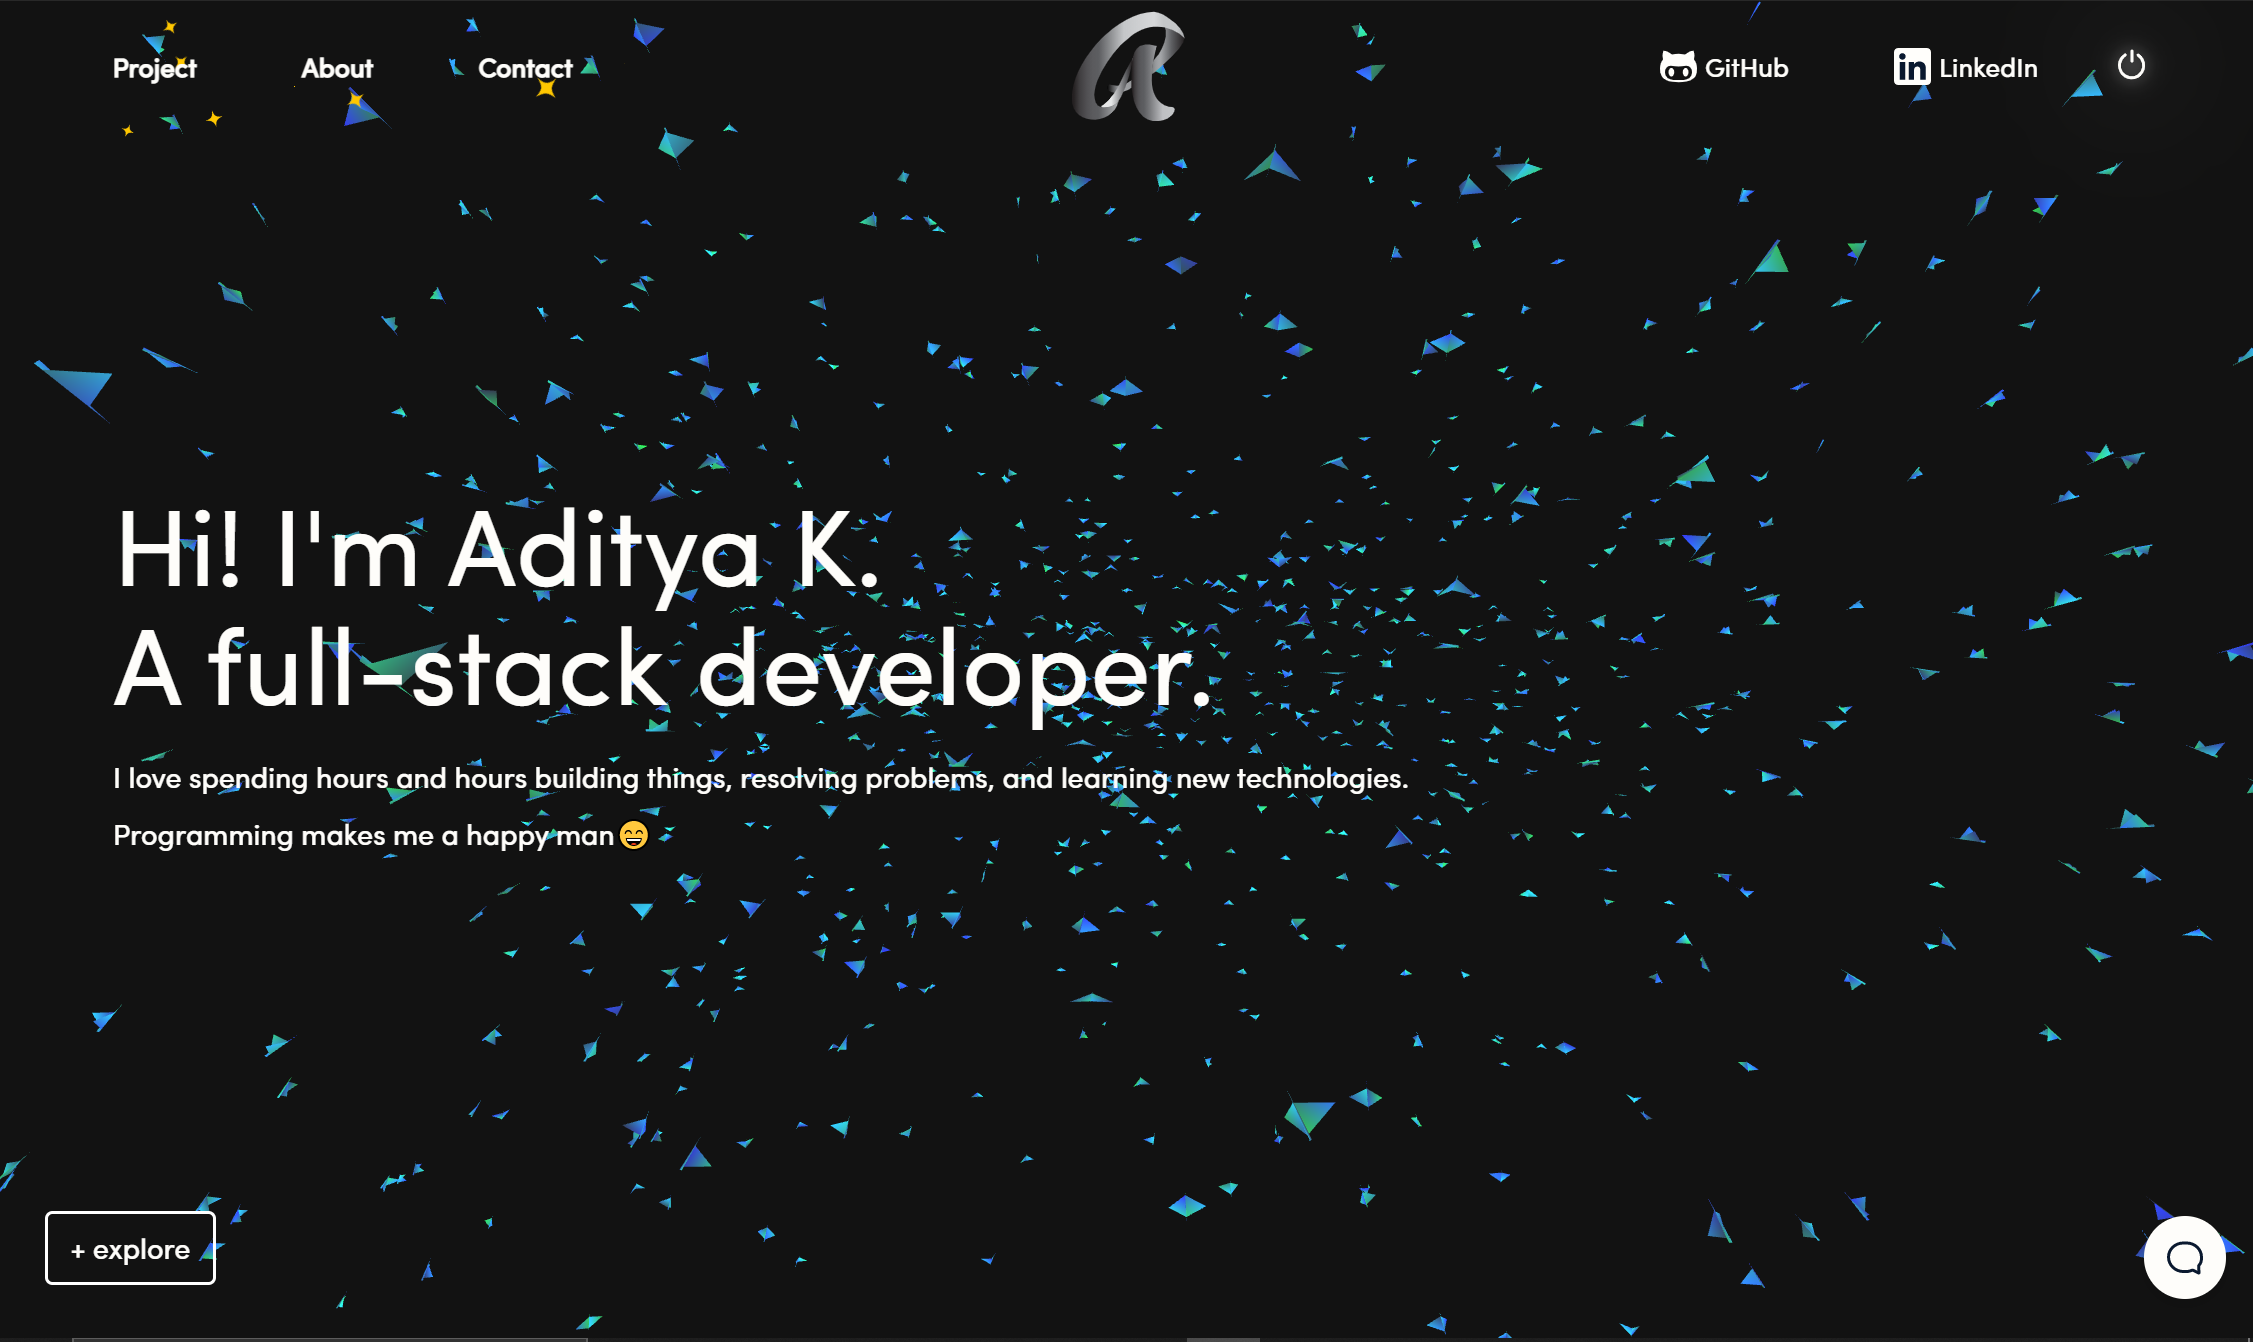 Project
About
Contact
A
GitHub
in LinkedIn
Hi! I'm Aditya K.
A full-stack developer.
I love spending hours and hours building things, resolving problems, and learning new technologies.
Programming makes me a happy man 😄
+ explore